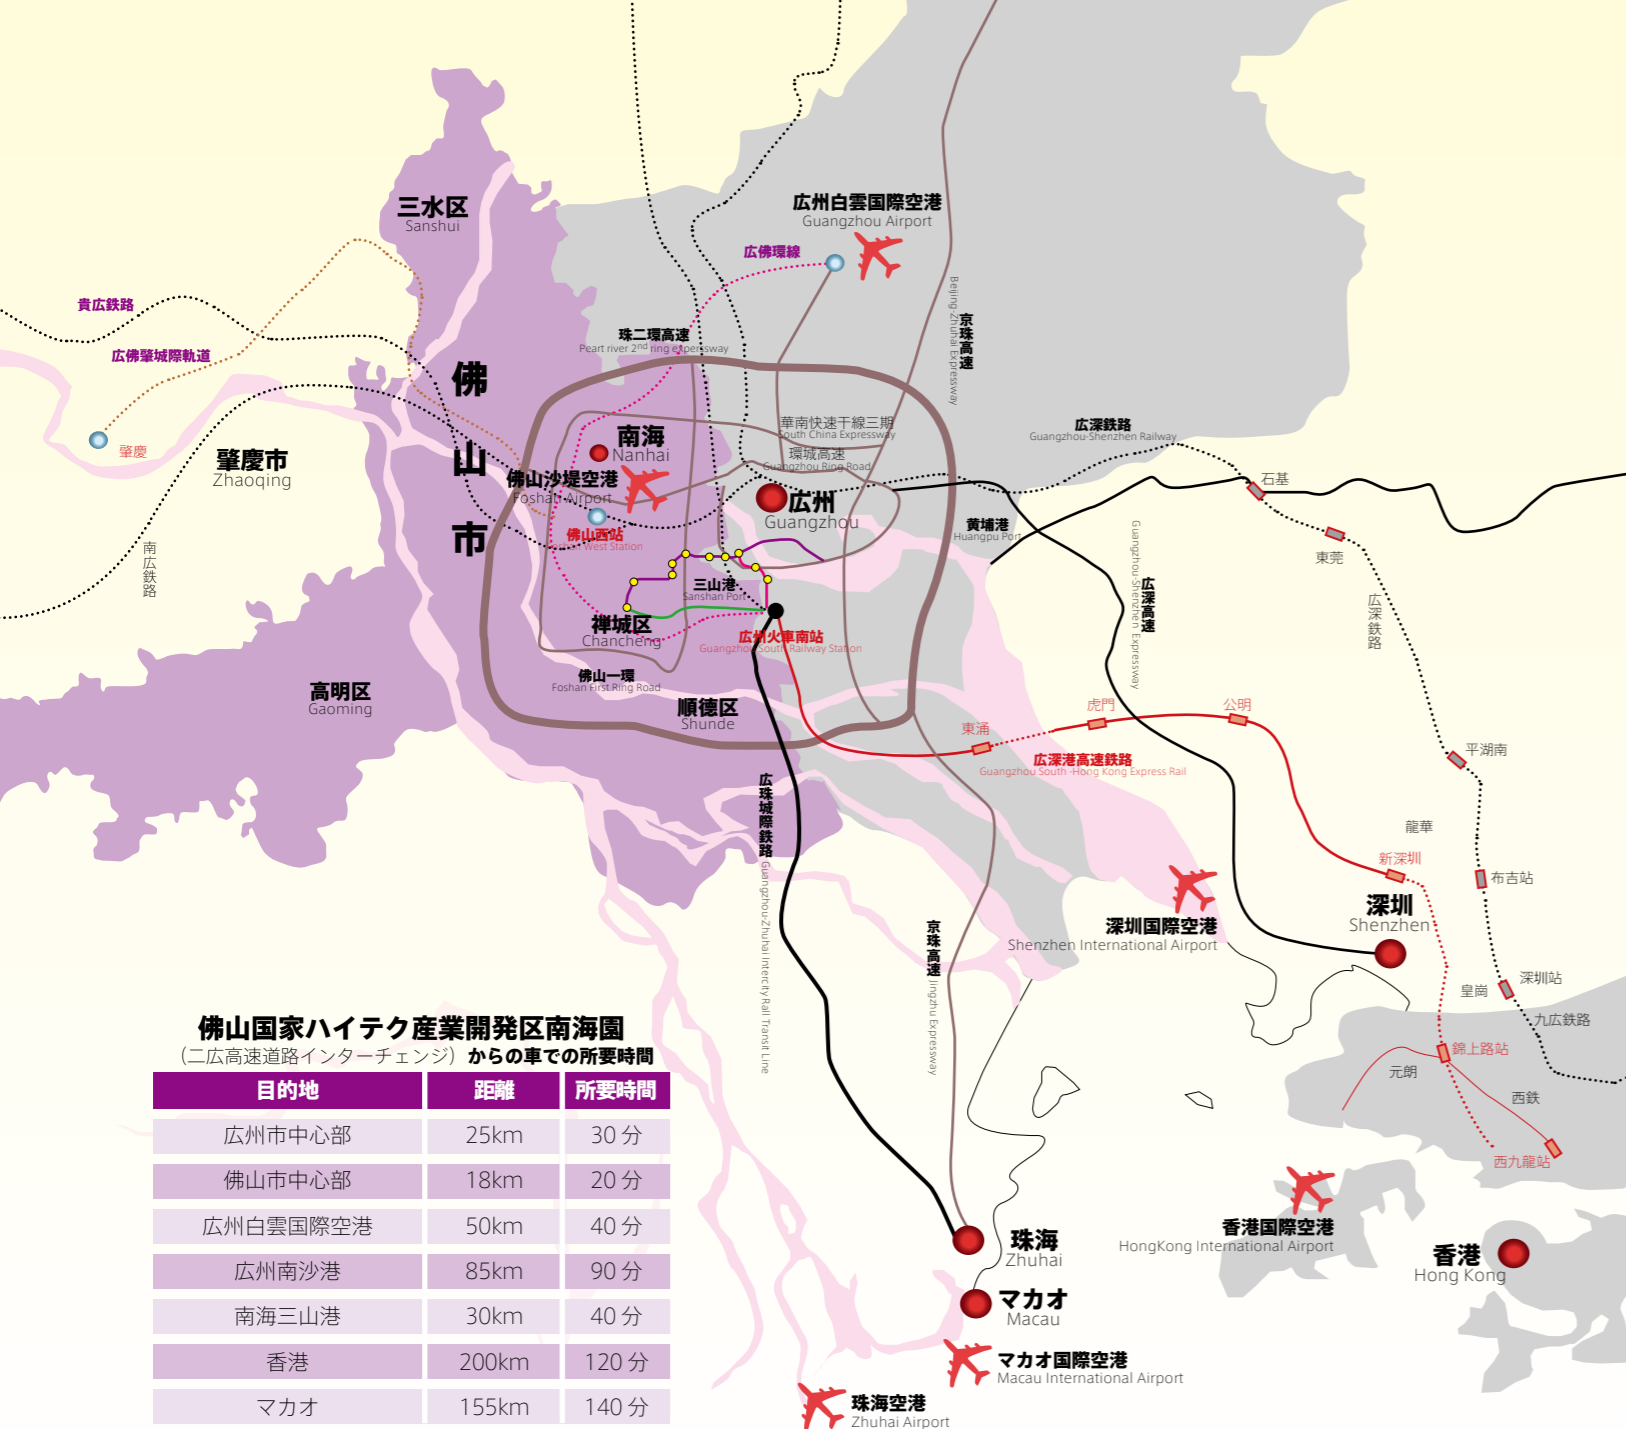 三水区
Sanshui
広州白雲国際空港
Guangzhou Airport
広佛環線
貴広鉄路
広佛肇城際軌道
珠二環高速
Peart river 2nd ring experssway
京珠高速
Beijing-Zhuhai Expressway
佛山市
華南快速干線三期
South China Expressway
環城高速
Guangzhou Ring Road
広深鉄路
Guangzhou-Shenzhen Railway
肇慶
肇慶市
Zhaoqing
南海
Nanhai
佛山沙堤空港
Foshan Airport
広州
Guangzhou
石基
佛山西站
Foshan West Station
黄埔港
Huangpu Port
東莞
南広鉄路
三山港
Sanshan Port
広深高速
Guangzhou-Shenzhen Expressway
広深鉄路
禅城区
Chancheng
広州火車南站
Guangzhou South Railway Station
佛山一環
Foshan First Ring Road
高明区
Gaoming
順徳区
Shunde
東涌
虎門
公明
広深港高速鉄路
Guangzhou South -Hong Kong Express Rail
平湖南
広珠城際鉄路
Guangzhou-Zhuhai Intercity Rail Transit Line
龍華
新深圳
布吉站
深圳
Shenzhen
深圳国際空港
Shenzhen International Airport
京珠高速
Jingzhu Expressway
深圳站
皇崗
九広鉄路
錦上路站
元朗
西鉄
西九龍站
香港国際空港
HongKong International Airport
香港
Hong Kong
珠海
Zhuhai
マカオ
Macau
マカオ国際空港
Macau International Airport
珠海空港
Zhuhai Airport
佛山国家ハイテク産業開発区南海園
（二広高速道路インターチェンジ）からの車での所要時間
目的地 距離 所要時間
広州市中心部 25km 30 分
佛山市中心部 18km 20 分
広州白雲国際空港 50km 40 分
広州南沙港 85km 90 分
南海三山港 30km 40 分
香港 200km 120 分
マカオ 155km 140 分